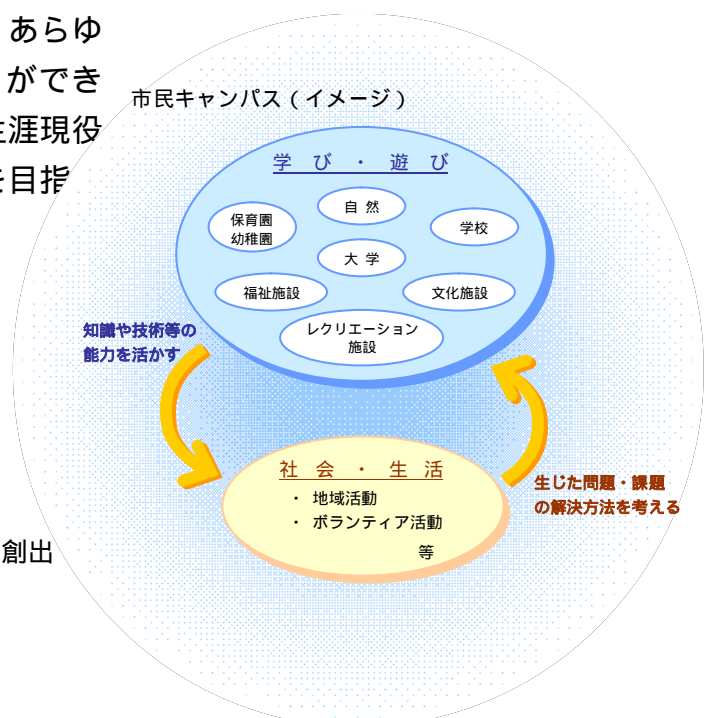 あらゆ
ができ
生涯現役
を目指
市民キャンパス(イメージ)
学び・遊び
自然
保育園
幼稚園
学校
大学
福祉施設
文化施設
レクリエーション
施設
知識や技術等の
能力を活かす
社会・生活
・ 地域活動
・ ボランティア活動
等
生じた問題・課題
の解決方法を考える
創出